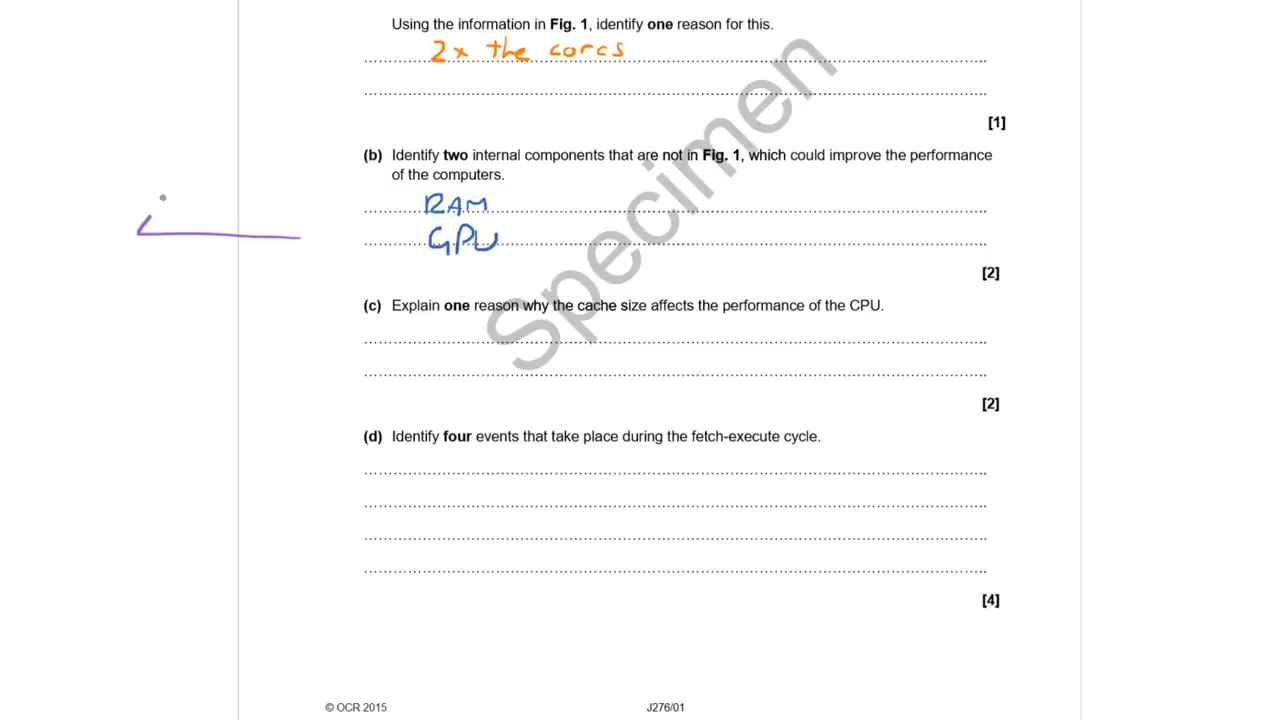 Using the information in Fig. 1, identify one reason for this.
2x the cores
[1]
(b) Identify two internal components that are not in Fig. 1, which could improve the performance
of the computers.
RAM
GPU
[2]
(c) Explain one reason why the cache size affects the performance of the CPU.
[2]
(d) Identify four events that take place during the fetch-execute cycle.
[4]
Specimen
© OCR 2015 J276/01